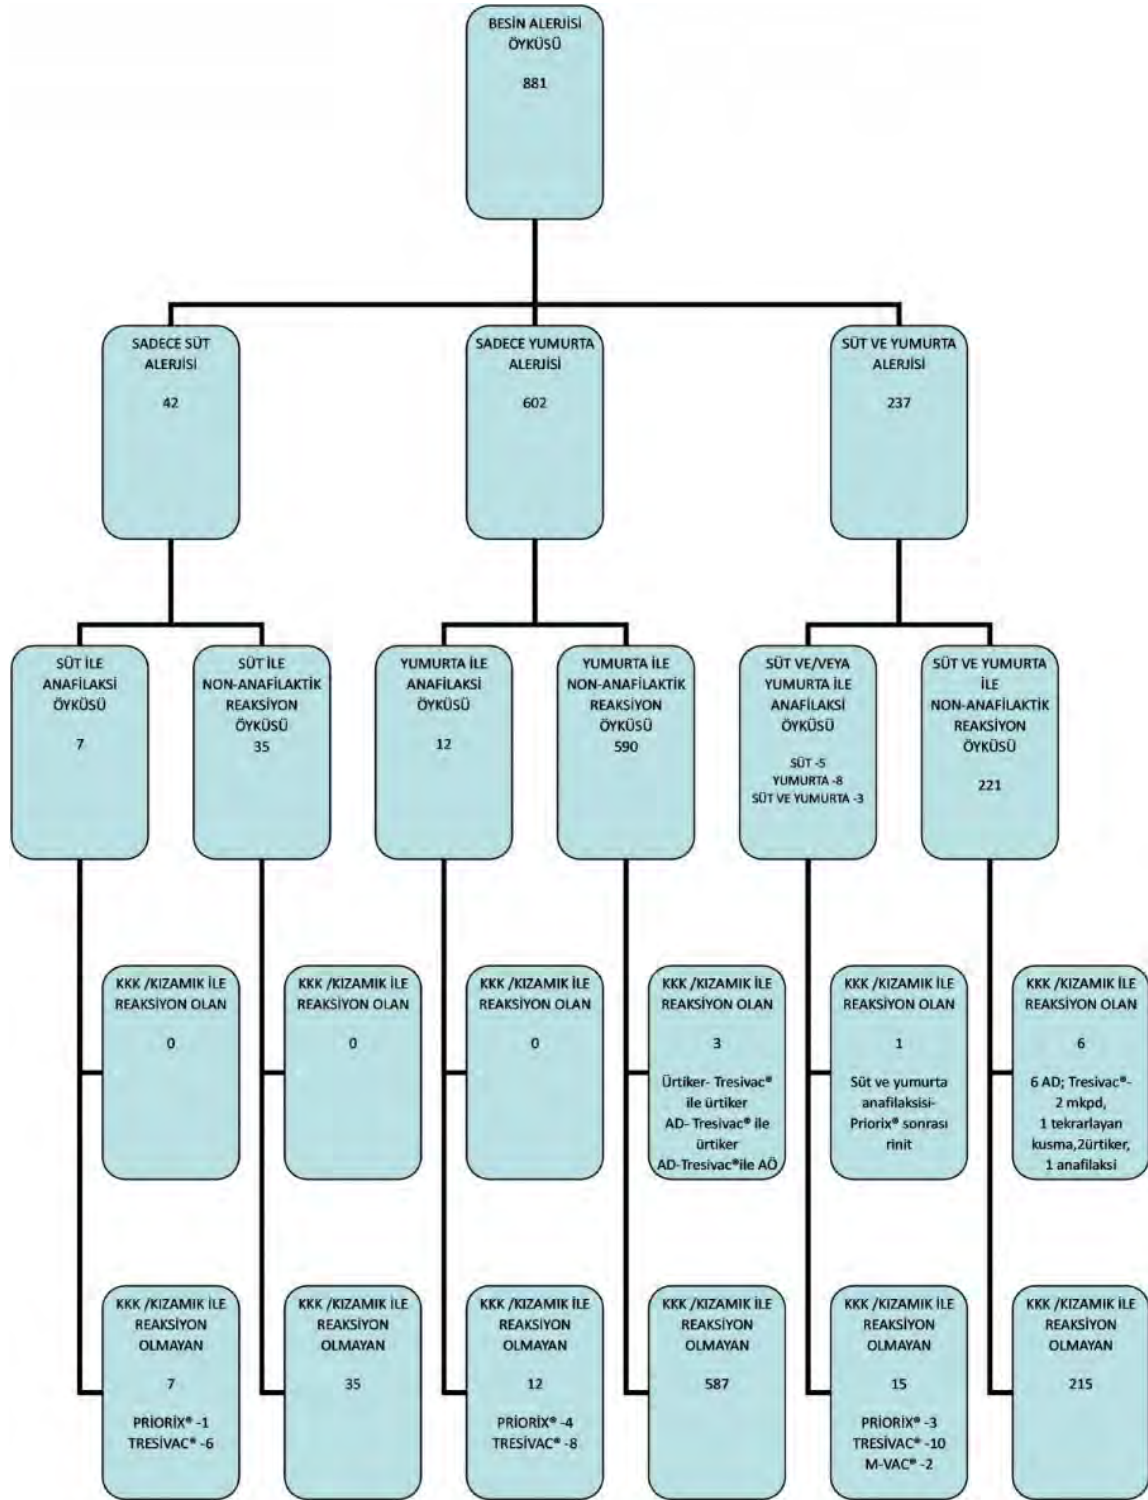 BESİN ALERJİSİ
ÖYKÜSÜ
881
SADECE SÜT
ALERJİSİ
42
SADECE YUMURTA
ALERJİSİ
602
SÜT VE YUMURTA
ALERJİSİ
237
SÜT İLE
ANAFİLAKSİ
ÖYKÜSÜ
7
SÜT İLE
NON-ANAFİLAKTİK
REAKSİYON
ÖYKÜSÜ
35
YUMURTA İLE
ANAFİLAKSİ
ÖYKÜSÜ
12
YUMURTA İLE
NON-ANAFİLAKTİK
REAKSİYON
ÖYKÜSÜ
590
SÜT VE/VEYA
YUMURTA İLE
ANAFİLAKSİ
ÖYKÜSÜ
SÜT -5
YUMURTA -8
SÜT VE YUMURTA -3
SÜT VE YUMURTA
İLE
NON-ANAFİLAKTİK
REAKSİYON
ÖYKÜSÜ
221
KKK /KIZAMIK İLE
REAKSİYON OLAN
0
KKK /KIZAMIK İLE
REAKSİYON OLAN
0
KKK /KIZAMIK İLE
REAKSİYON OLAN
0
KKK /KIZAMIK İLE
REAKSİYON OLAN
3
Ürtiker- Tresivac®
ile ürtiker
AD- Tresivac® ile
ürtiker
AD-Tresivac®ile AÖ
KKK /KIZAMIK İLE
REAKSİYON OLAN
1
Süt ve yumurta
anafilaksisi-
Priorix® sonrası
rinit
KKK /KIZAMIK İLE
REAKSİYON OLAN
6
6 AD; Tresivac®-
2 mkpd,
1 tekrarlayan
kusma,2ürtiker,
1 anafilaksi
KKK /KIZAMIK İLE
REAKSİYON
OLMAYAN
7
PRİORİX® -1
TRESİVAC® -6
KKK /KIZAMIK İLE
REAKSİYON
OLMAYAN
35
KKK /KIZAMIK İLE
REAKSİYON
OLMAYAN
12
PRİORİX® -4
TRESİVAC® -8
KKK /KIZAMIK İLE
REAKSİYON
OLMAYAN
587
KKK /KIZAMIK İLE
REAKSİYON
OLMAYAN
15
PRİORİX® -3
TRESİVAC® -10
M-VAC® -2
KKK /KIZAMIK İLE
REAKSİYON
OLMAYAN
215